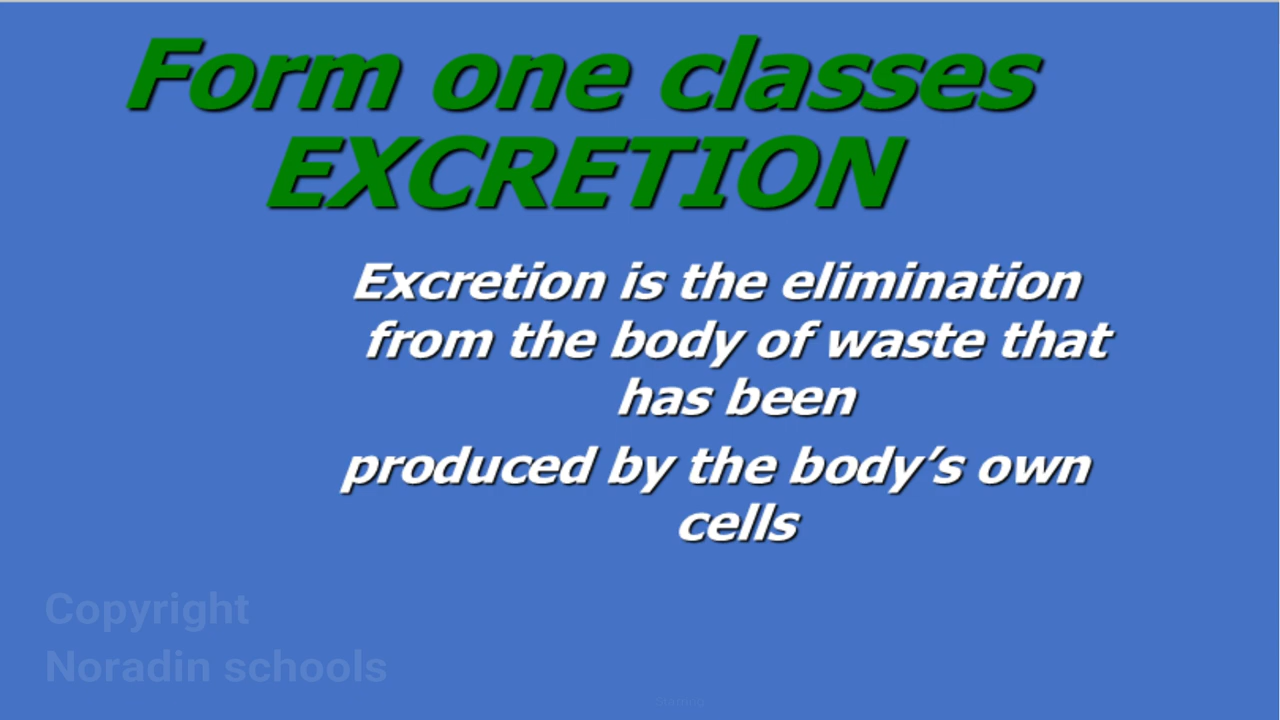 Form one classes
EXCRETION
Excretion is the elimination
from the body of waste that
has been
produced by the body’s own
cells
Copyright
Noradin schools